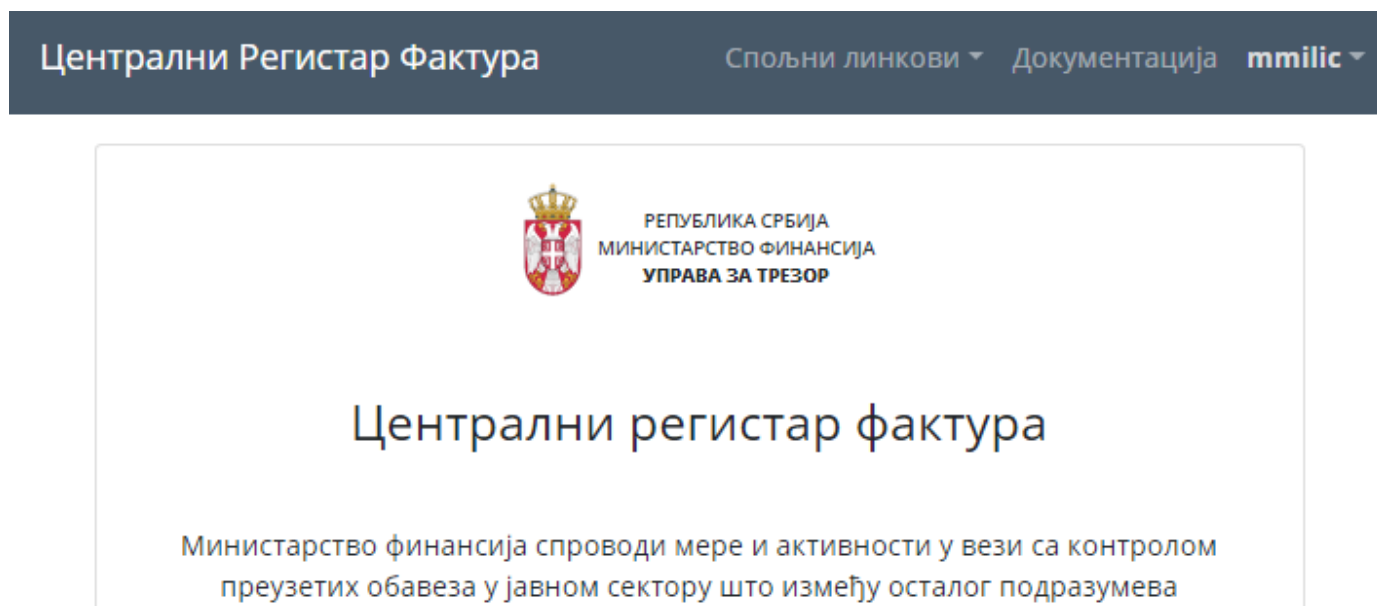 Централни Регистар Фактура Спољни линкови Документација mmilic
РЕПУБЛИКА СРБИЈА
МИНИСТАРСТВО ФИНАНСИЈА
УПРАВА ЗА ТРЕЗОР
Централни регистар фактура
Министарство финансија спроводи мере и активности у вези са контролом
преузетих обавеза у јавном сектору што између осталог подразумева